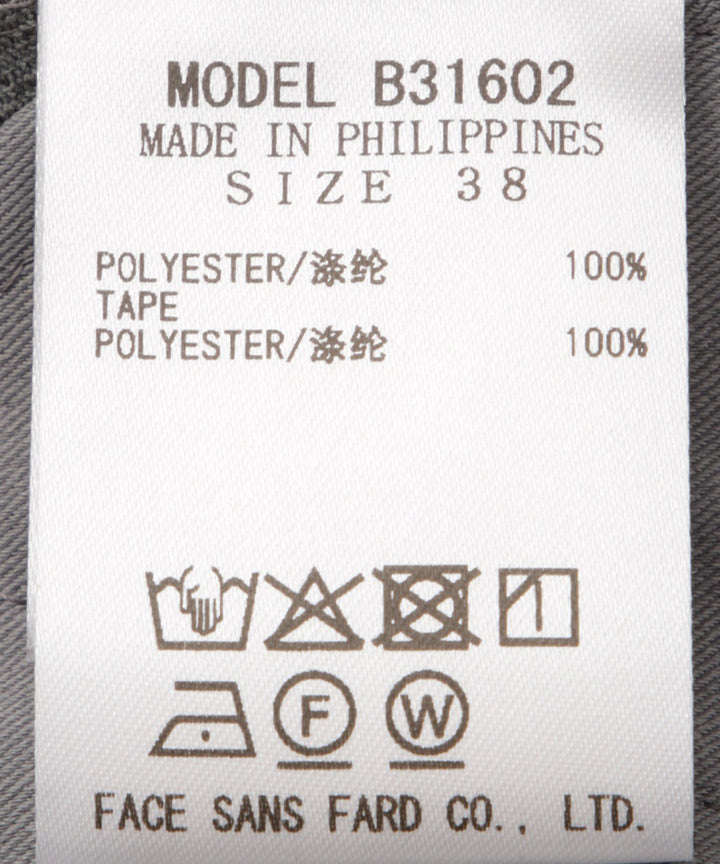 MODEL B31602
MADE IN PHILIPPINES
SIZE 38
POLYESTER/涤纶 100%
TAPE
POLYESTER/涤纶 100%
F W
FACE SANS FARD CO., LTD.